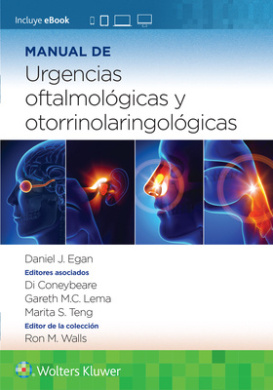 Incluye eBook
MANUAL DE
Urgencias
oftalmológicas y
otorrinolaringológicas
Daniel J. Egan
Editores asociados
Di Coneybeare
Gareth M.C. Lema
Marita S. Teng
Editor de la colección
Ron M. Walls
Wolters Kluwer